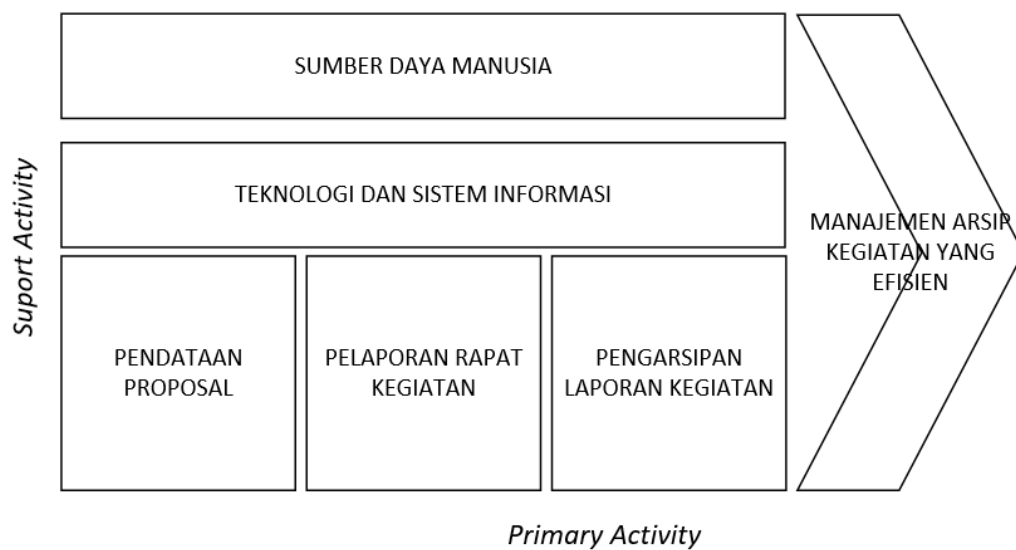 SUMBER DAYA MANUSIA
Suport Activity
TEKNOLOGI DAN SISTEM INFORMASI
MANAJEMEN ARSIP
KEGIATAN YANG
EFISIEN
PENDATAAN
PROPOSAL
PELAPORAN RAPAT
KEGIATAN
PENGARSIPAN
LAPORAN KEGIATAN
Primary Activity